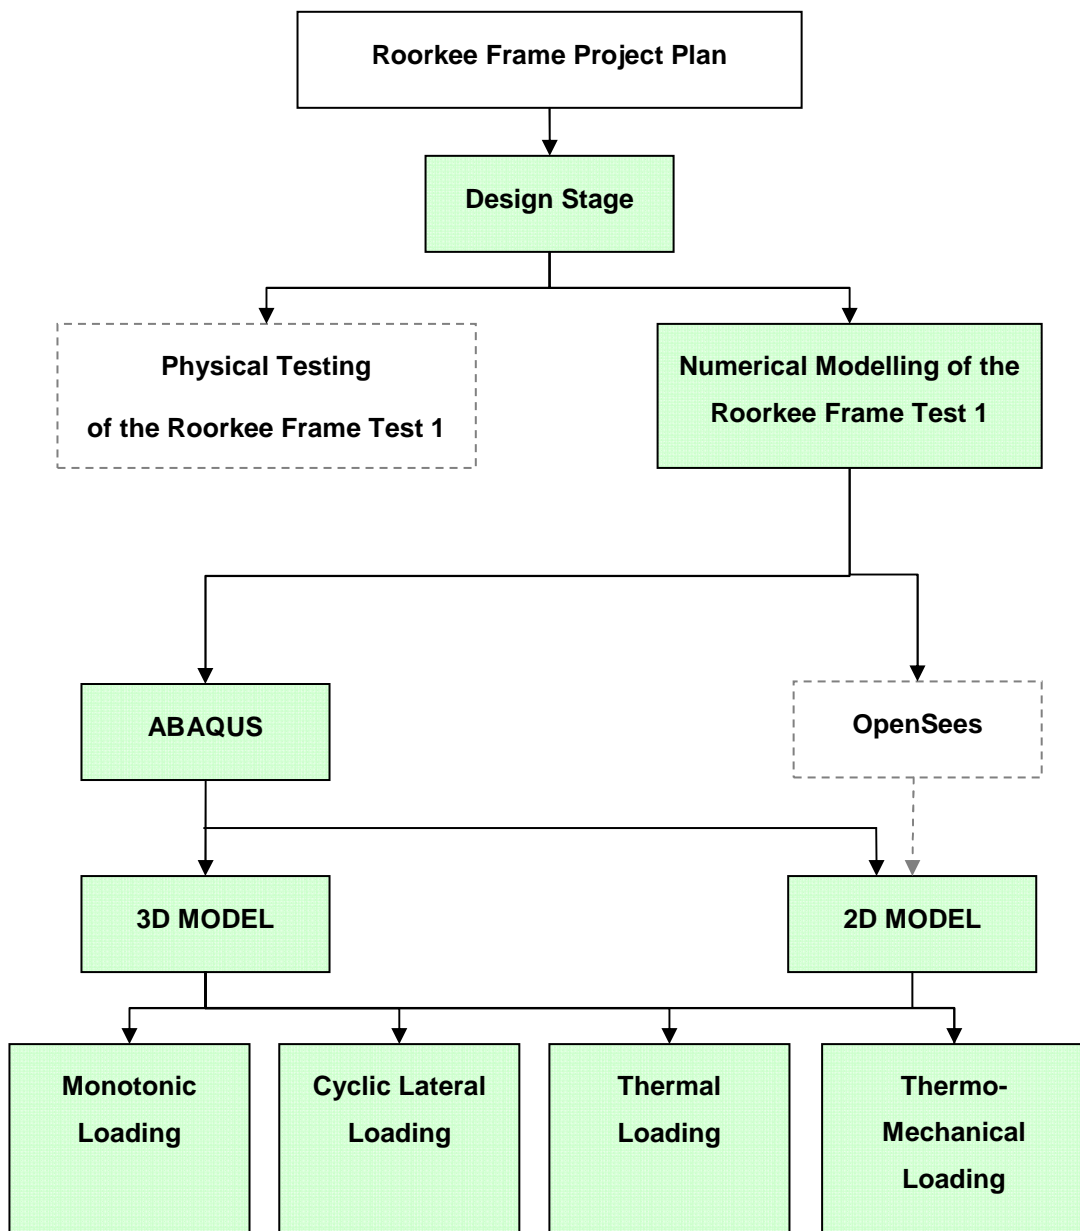 Roorkee Frame Project Plan
Design Stage
Physical Testing
of the Roorkee Frame Test 1
Numerical Modelling of the
Roorkee Frame Test 1
ABAQUS
OpenSees
3D MODEL
2D MODEL
Monotonic
Loading
Cyclic Lateral
Loading
Thermal
Loading
Thermo-
Mechanical
Loading